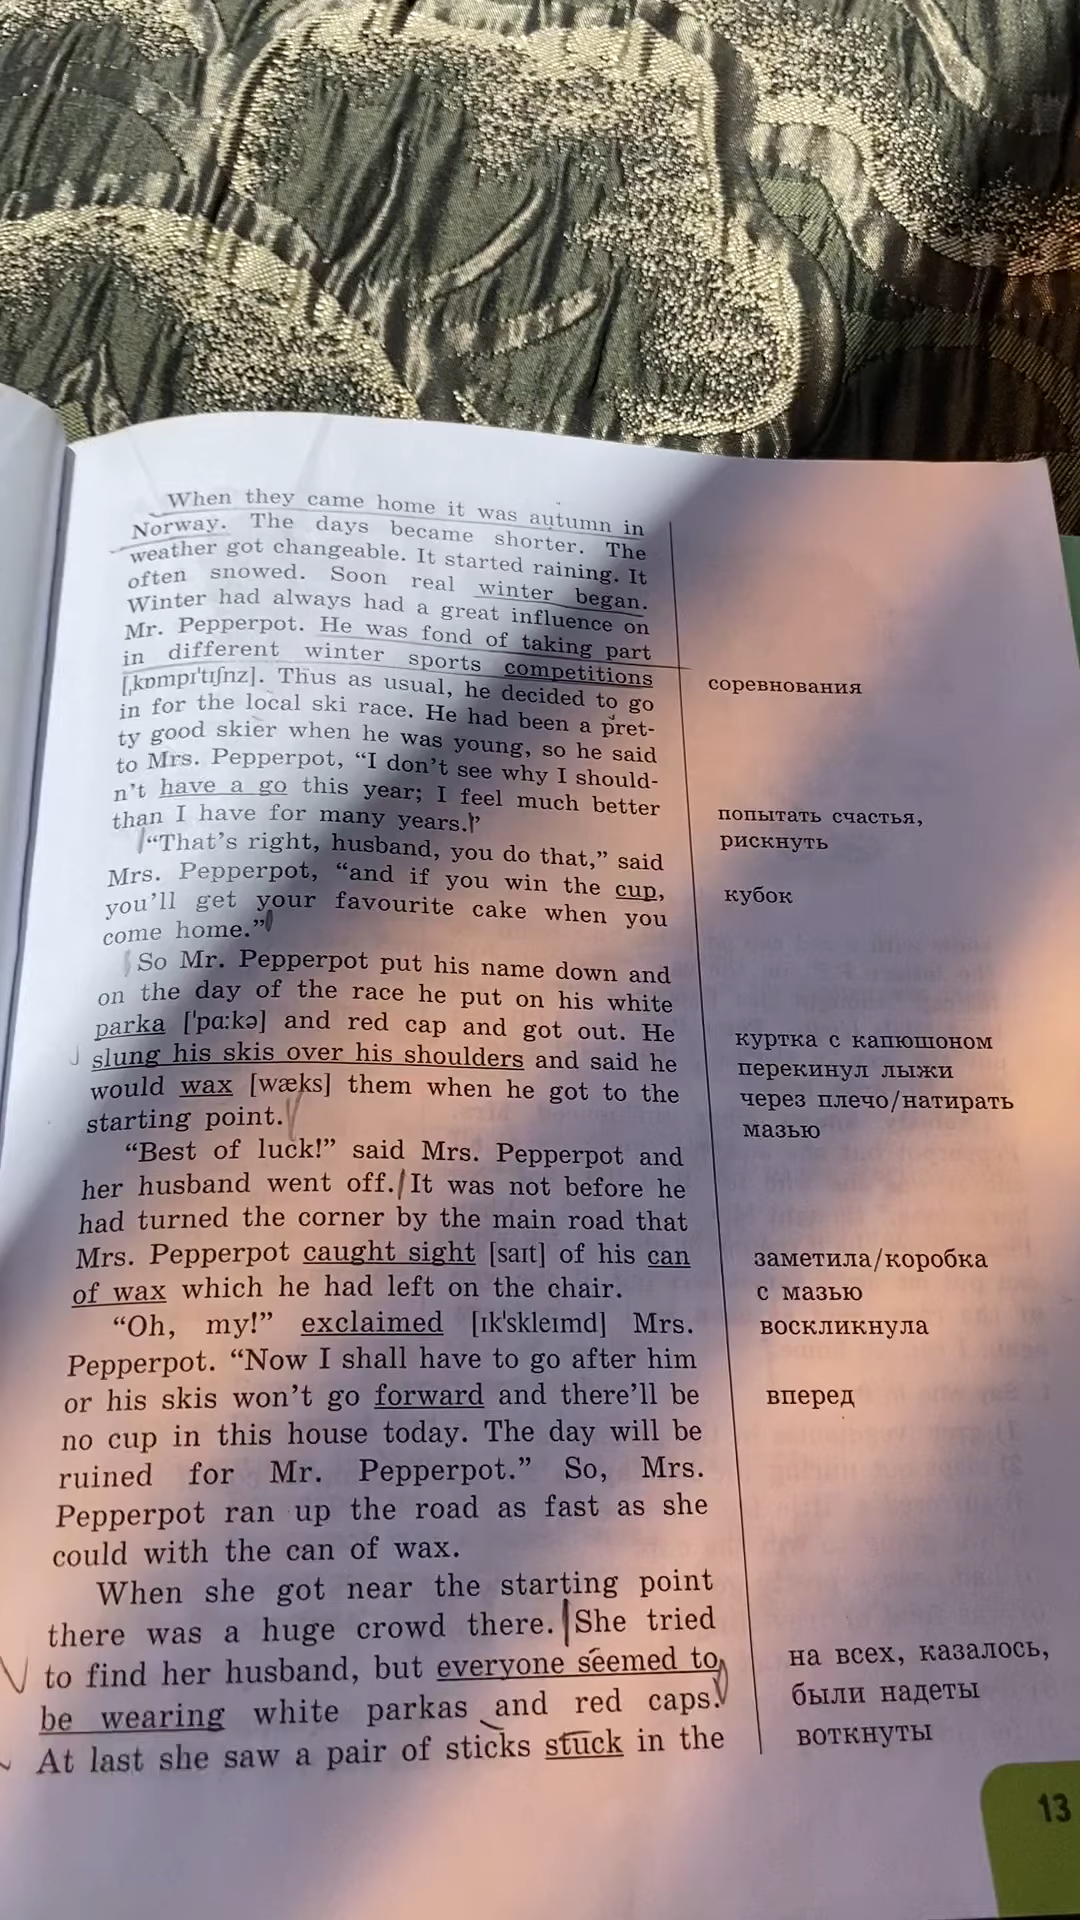 When they came home it was autumn in
Norway. The days became shorter. The
weather got changeable. It started raining. It
often snowed. Soon real winter began.
Winter had always had a great influence on
Mr. Pepperpot. He was fond of taking part
in different winter sports competitions
[ˌkɒmpɪˈtɪʃnz]. Thus as usual, he decided to go
in for the local ski race. He had been a pret-
ty good skier when he was young, so he said
to Mrs. Pepperpot, “I don’t see why I should-
n’t have a go this year; I feel much better
than I have for many years.”
“That’s right, husband, you do that,” said
Mrs. Pepperpot, “and if you win the cup,
you’ll get your favourite cake when you
come home.”
So Mr. Pepperpot put his name down and
on the day of the race he put on his white
parka [ˈpɑːkə] and red cap and got out. He
slung his skis over his shoulders and said he
would wax [wæks] them when he got to the
starting point.
“Best of luck!” said Mrs. Pepperpot and
her husband went off. It was not before he
had turned the corner by the main road that
Mrs. Pepperpot caught sight [saɪt] of his can
of wax which he had left on the chair.
“Oh, my!” exclaimed [ɪkˈskleɪmd] Mrs.
Pepperpot. “Now I shall have to go after him
or his skis won’t go forward and there’ll be
no cup in this house today. The day will be
ruined for Mr. Pepperpot.” So, Mrs.
Pepperpot ran up the road as fast as she
could with the can of wax.
When she got near the starting point
there was a huge crowd there. She tried
to find her husband, but everyone seemed to
be wearing white parkas and red caps.
At last she saw a pair of sticks stuck in the
соревнования
попытать счастья,
рискнуть
кубок
куртка с капюшоном
перекинул лыжи
через плечо/натирать
мазью
заметила/коробка
с мазью
воскликнула
вперед
на всех, казалось,
были надеты
воткнуты
13